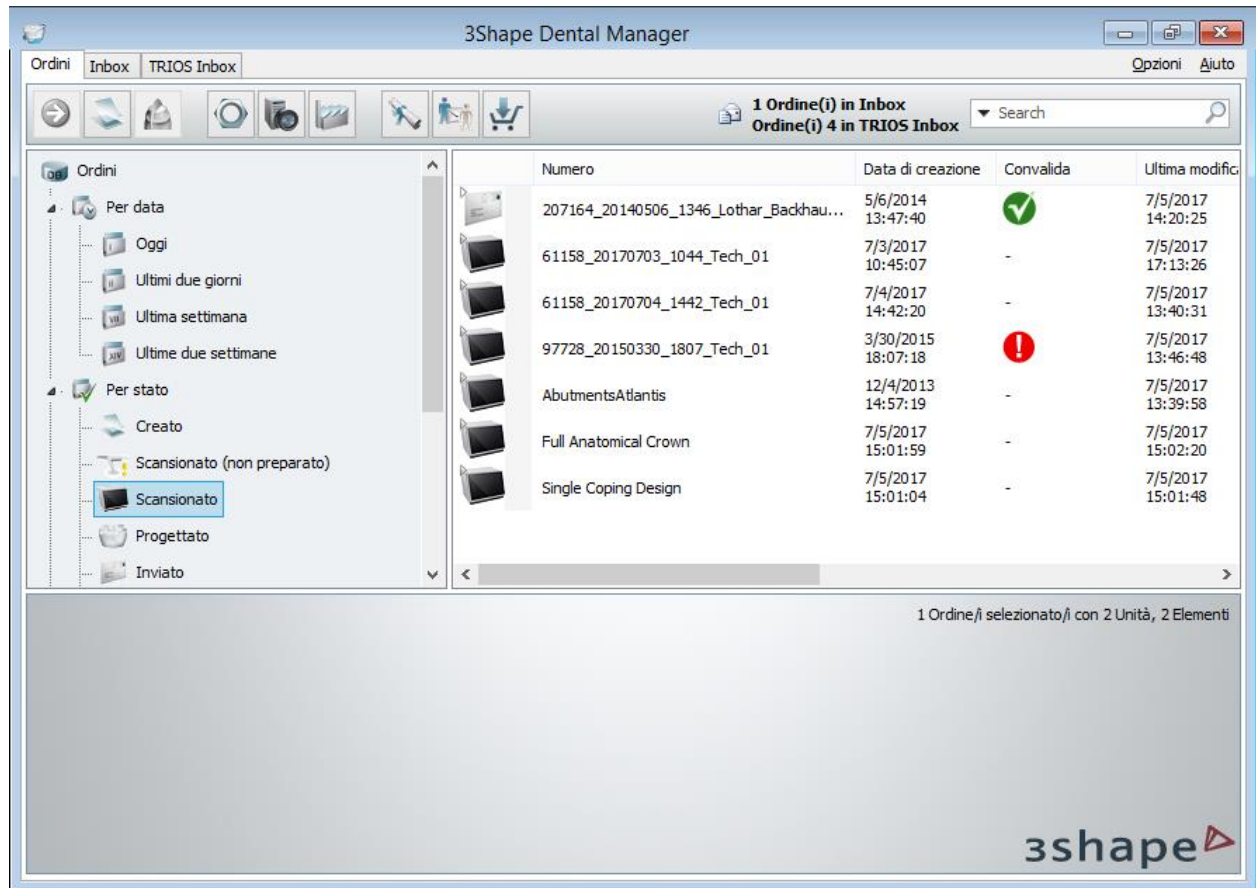 3Shape Dental Manager
Ordini Inbox TRIOS Inbox Opzioni Aiuto
1 Ordine(i) in Inbox
Ordine(i) 4 in TRIOS Inbox
Search
Ordini
Per data
Oggi
Ultimi due giorni
Ultima settimana
Ultime due settimane
Per stato
Creato
Scansionato (non preparato)
Scansionato
Progettato
Inviato
Numero Data di creazione Convalida Ultima modific
207164_20140506_1346_Lothar_Backhau... 5/6/2014 7/5/2017
13:47:40 14:20:25
61158_20170703_1044_Tech_01 7/3/2017 - 7/5/2017
10:45:07 17:13:26
61158_20170704_1442_Tech_01 7/4/2017 - 7/5/2017
14:42:20 13:40:31
97728_20150330_1807_Tech_01 3/30/2015 7/5/2017
18:07:18 13:46:48
AbutmentsAtlantis 12/4/2013 - 7/5/2017
14:57:19 13:39:58
Full Anatomical Crown 7/5/2017 - 7/5/2017
15:01:59 15:02:20
Single Coping Design 7/5/2017 - 7/5/2017
15:01:04 15:01:48
1 Ordine/i selezionato/i con 2 Unità, 2 Elementi
3shape